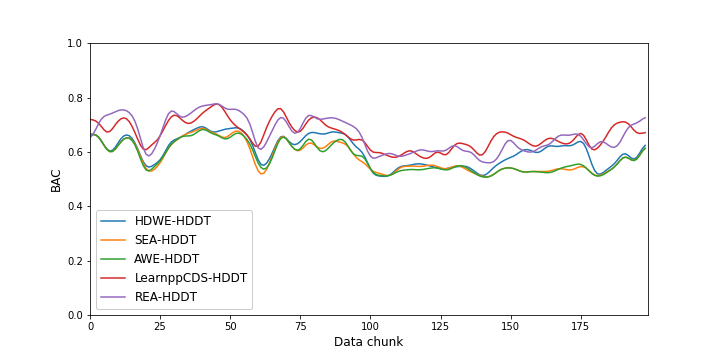 1.0
0.8
0.6
0.4
0.2
0.0
BAC
HDWE-HDDT
SEA-HDDT
AWE-HDDT
LearnppCDS-HDDT
REA-HDDT
0 25 50 75 100 125 150 175
Data chunk